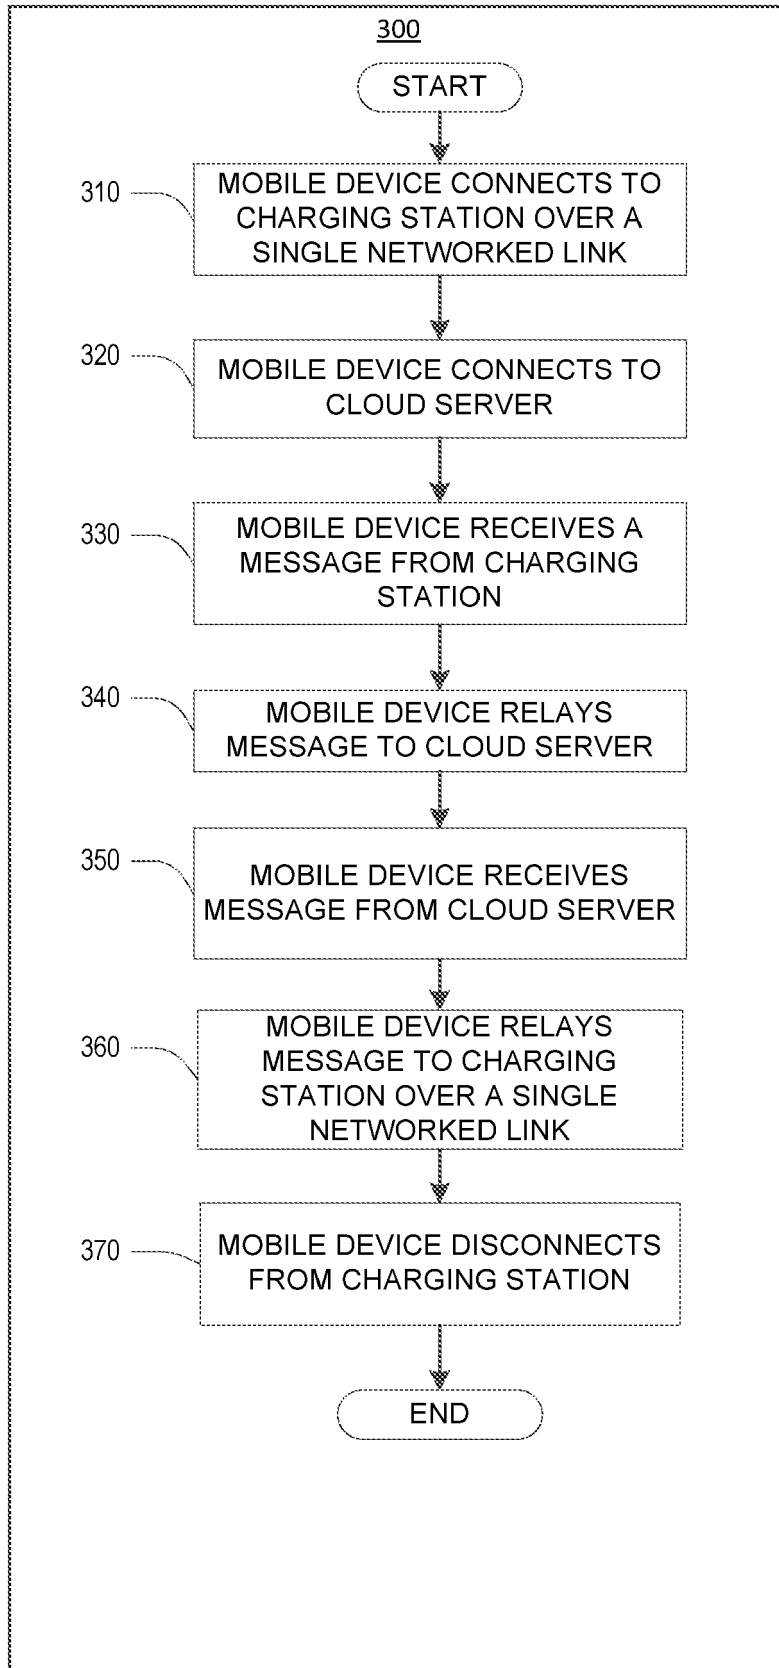 300
START
310
MOBILE DEVICE CONNECTS TO
CHARGING STATION OVER A
SINGLE NETWORKED LINK
320
MOBILE DEVICE CONNECTS TO
CLOUD SERVER
330
MOBILE DEVICE RECEIVES A
MESSAGE FROM CHARGING
STATION
340
MOBILE DEVICE RELAYS
MESSAGE TO CLOUD SERVER
350
MOBILE DEVICE RECEIVES
MESSAGE FROM CLOUD SERVER
360
MOBILE DEVICE RELAYS
MESSAGE TO CHARGING
STATION OVER A SINGLE
NETWORKED LINK
370
MOBILE DEVICE DISCONNECTS
FROM CHARGING STATION
END